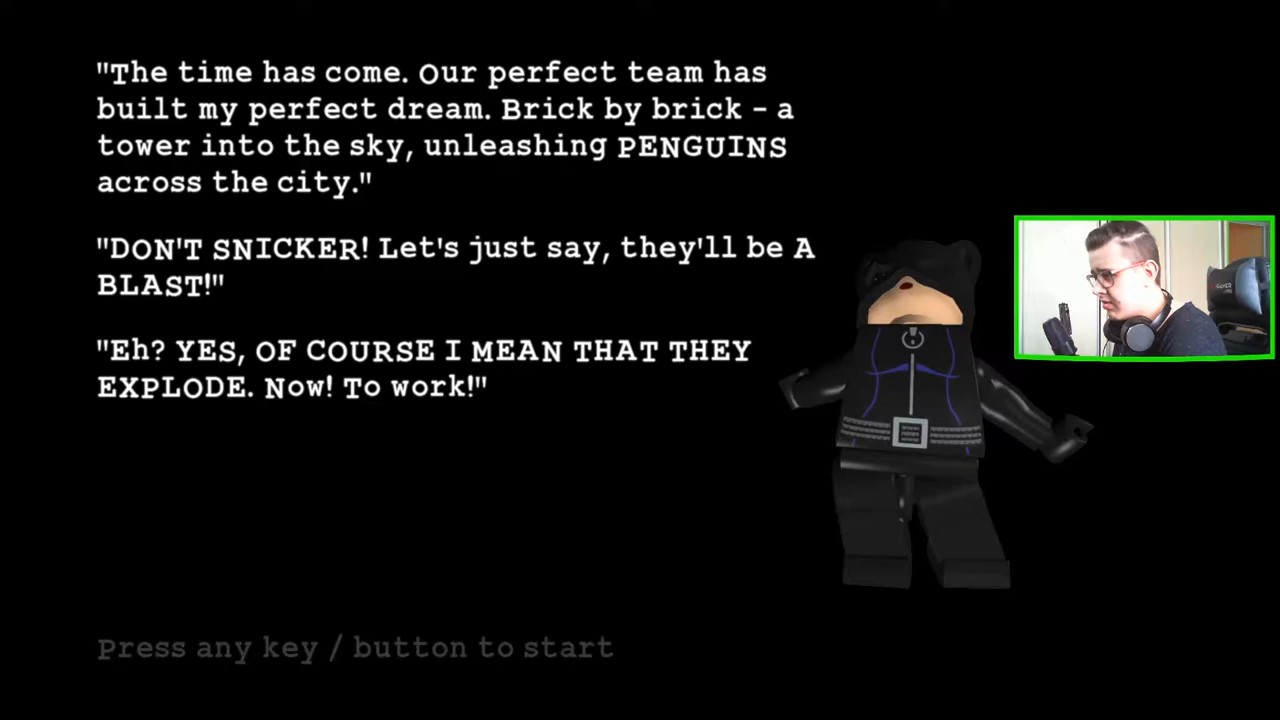 "The time has come. Our perfect team has
built my perfect dream. Brick by brick - a
tower into the sky, unleashing PENGUINS
across the city."
"DON'T SNICKER! Let's just say, they'll be A
BLAST!"
"Eh? YES, OF COURSE I MEAN THAT THEY
EXPLODE. Now! To work!"
Press any key / button to start